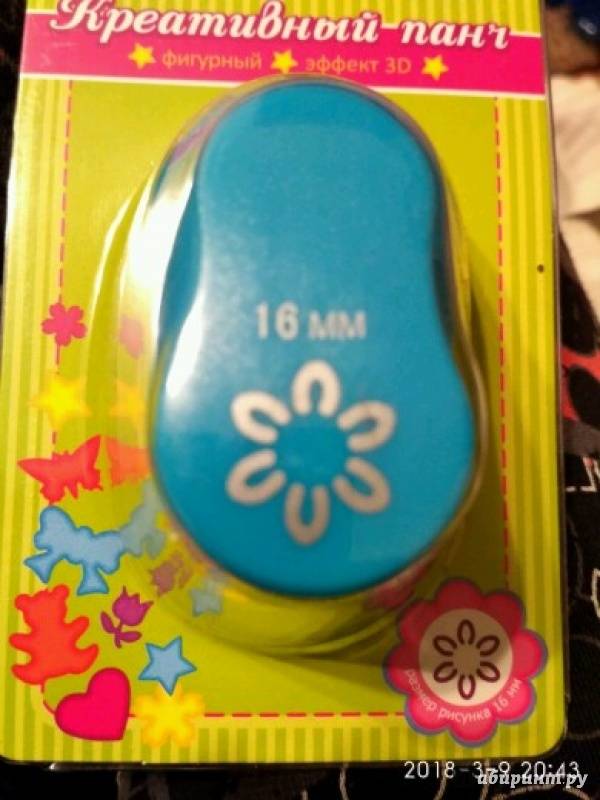 Креативный панч
фигурный эффект 3D
16 мм
размер рисунка 16 мм
2018-3-9 20:43
лабиринт.ру